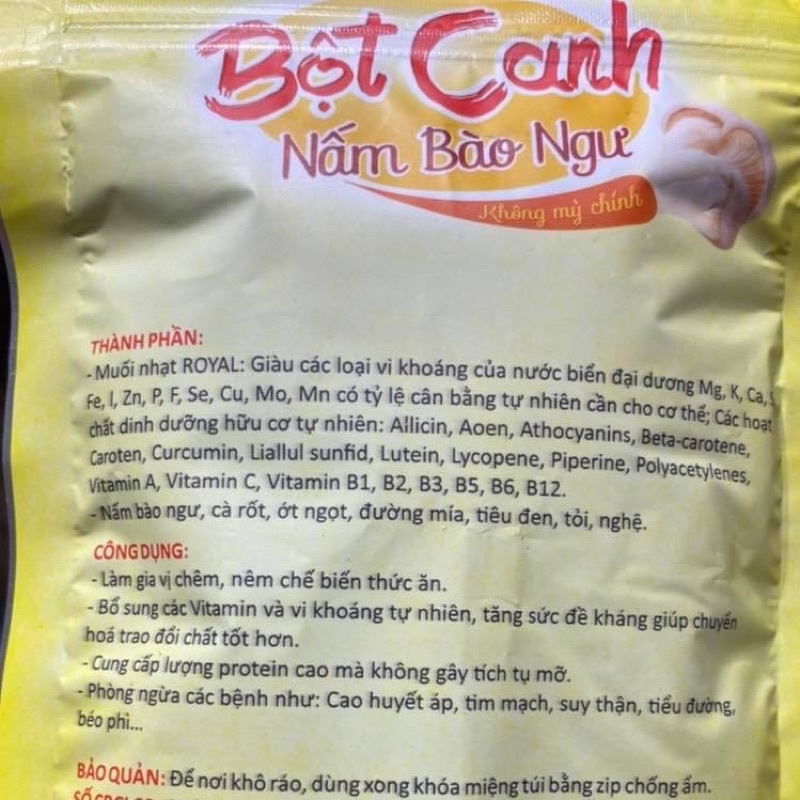 Bột Canh
Nấm Bào Ngư
Không mỳ chính
THÀNH PHẦN:
- Muối nhạt ROYAL: Giàu các loại vi khoáng của nước biển đại dương Mg, K, Ca, S,
Fe, I, Zn, P, F, Se, Cu, Mo, Mn có tỷ lệ cân bằng tự nhiên cần cho cơ thể; Các hoạt
chất dinh dưỡng hữu cơ tự nhiên: Allicin, Aoen, Athocyanins, Beta-carotene,
Caroten, Curcumin, Liallul sunfid, Lutein, Lycopene, Piperine, Polyacetylenes,
Vitamin A, Vitamin C, Vitamin B1, B2, B3, B5, B6, B12.
- Nấm bào ngư, cà rốt, ớt ngọt, đường mía, tiêu đen, tỏi, nghệ.
CÔNG DỤNG:
- Làm gia vị chêm, nêm chế biến thức ăn.
- Bổ sung các Vitamin và vi khoáng tự nhiên, tăng sức đề kháng giúp chuyển
hoá trao đổi chất tốt hơn.
- Cung cấp lượng protein cao mà không gây tích tụ mỡ.
- Phòng ngừa các bệnh như: Cao huyết áp, tim mạch, suy thận, tiểu đường,
béo phì...
BẢO QUẢN: Để nơi khô ráo, dùng xong khóa miệng túi bằng zip chống ẩm.